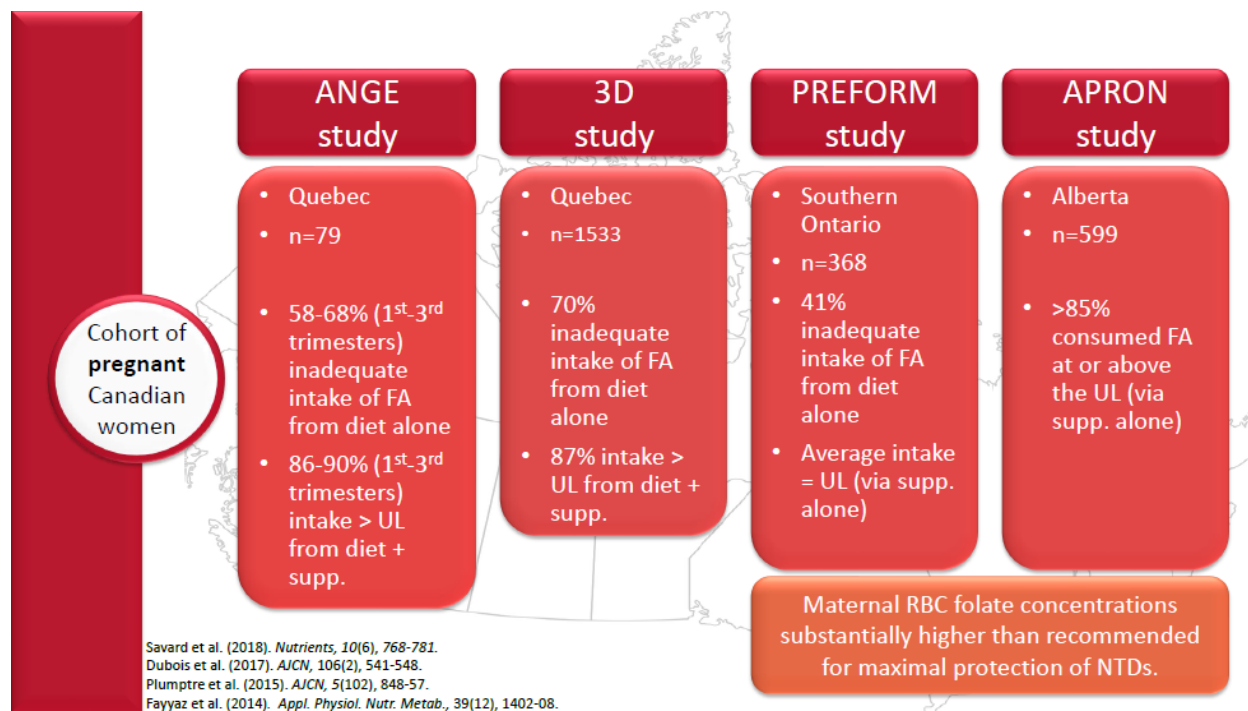 ANGE
study
3D
study
PREFORM
study
APRON
study
Cohort of
pregnant
Canadian
women
• Quebec
• n=79
• 58-68% (1st-3rd
trimesters)
inadequate
intake of FA
from diet alone
• 86-90% (1st-3rd
trimesters)
intake > UL
from diet +
supp.
• Quebec
• n=1533
• 70%
inadequate
intake of FA
from diet
alone
• 87% intake >
UL from diet +
supp.
• Southern
Ontario
• n=368
• 41%
inadequate
intake of FA
from diet
alone
• Average intake
= UL (via supp.
alone)
• Alberta
• n=599
• >85%
consumed FA
at or above
the UL (via
supp. alone)
Maternal RBC folate concentrations
substantially higher than recommended
for maximal protection of NTDs.
Savard et al. (2018). Nutrients, 10(6), 768-781.
Dubois et al. (2017). AJCN, 106(2), 541-548.
Plumptre et al. (2015). AJCN, 5(102), 848-57.
Fayyaz et al. (2014). Appl. Physiol. Nutr. Metab., 39(12), 1402-08.